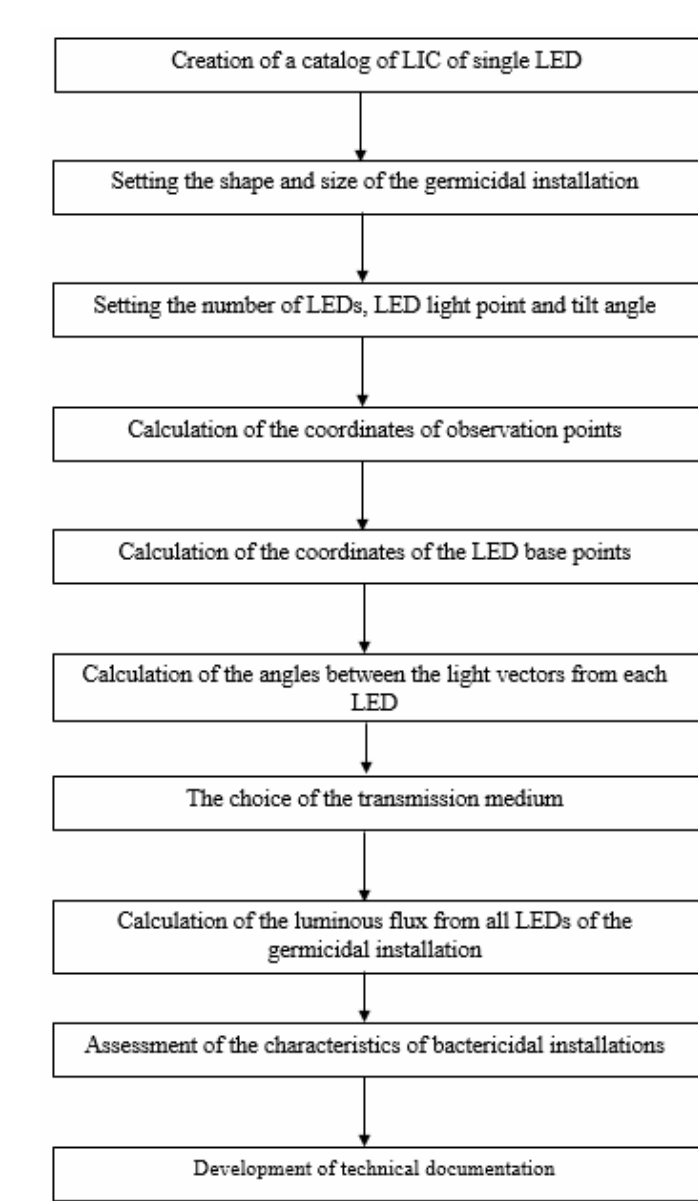 Creation of a catalog of LIC of single LED
Setting the shape and size of the germicidal installation
Setting the number of LEDs, LED light point and tilt angle
Calculation of the coordinates of observation points
Calculation of the coordinates of the LED base points
Calculation of the angles between the light vectors from each
LED
The choice of the transmission medium
Calculation of the luminous flux from all LEDs of the
germicidal installation
Assessment of the characteristics of bactericidal installations
Development of technical documentation